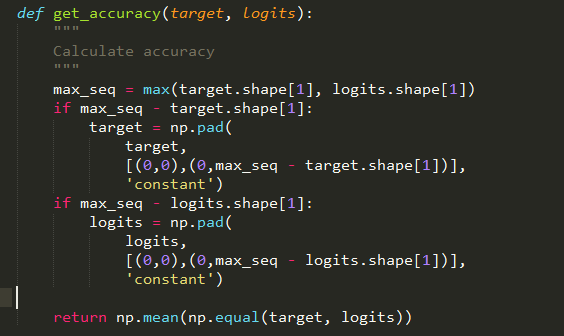 def get_accuracy(target, logits):
    """
    Calculate accuracy
    """
    max_seq = max(target.shape[1], logits.shape[1])
    if max_seq - target.shape[1]:
        target = np.pad(
            target,
            [(0,0),(0,max_seq - target.shape[1])],
            'constant')
    if max_seq - logits.shape[1]:
        logits = np.pad(
            logits,
            [(0,0),(0,max_seq - logits.shape[1])],
            'constant')

    return np.mean(np.equal(target, logits))